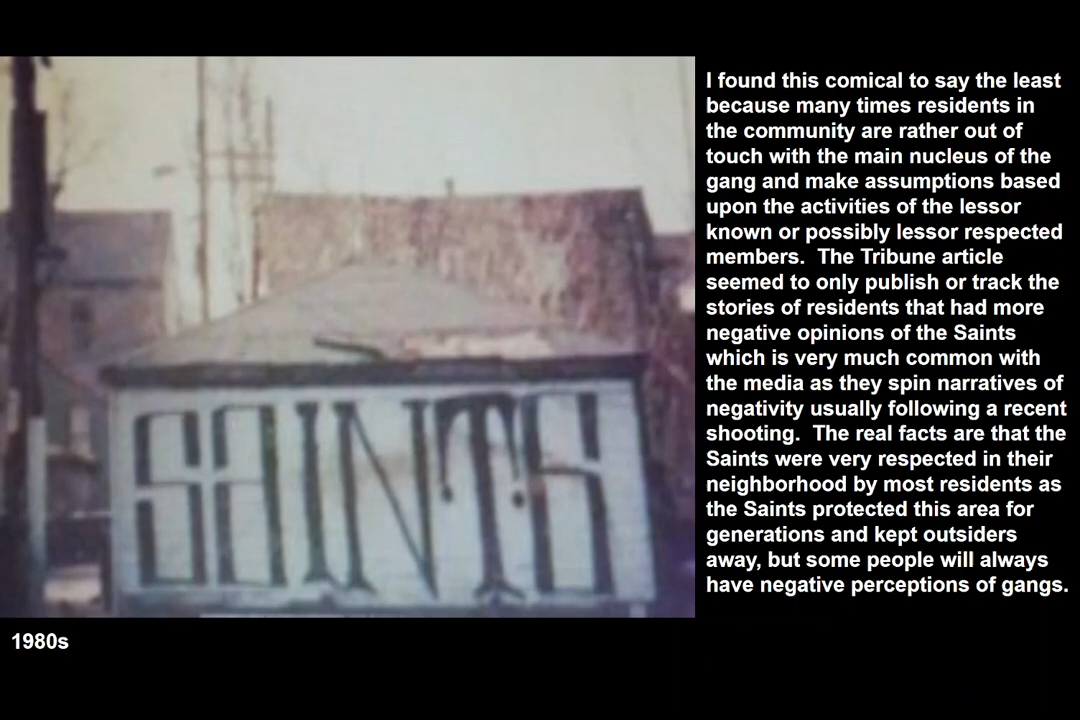 SAINTS
I found this comical to say the least
because many times residents in
the community are rather out of
touch with the main nucleus of the
gang and make assumptions based
upon the activities of the lessor
known or possibly lessor respected
members.  The Tribune article
seemed to only publish or track the
stories of residents that had more
negative opinions of the Saints
which is very much common with
the media as they spin narratives of
negativity usually following a recent
shooting.  The real facts are that the
Saints were very respected in their
neighborhood by most residents as
the Saints protected this area for
generations and kept outsiders
away, but some people will always
have negative perceptions of gangs.
1980s